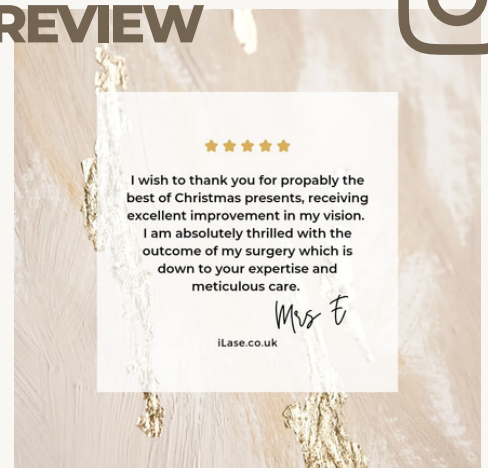 REVIEW
I wish to thank you for propably the
best of Christmas presents, receiving
excellent improvement in my vision.
I am absolutely thrilled with the
outcome of my surgery which is
down to your expertise and
meticulous care.
Mrs E
iLase.co.uk